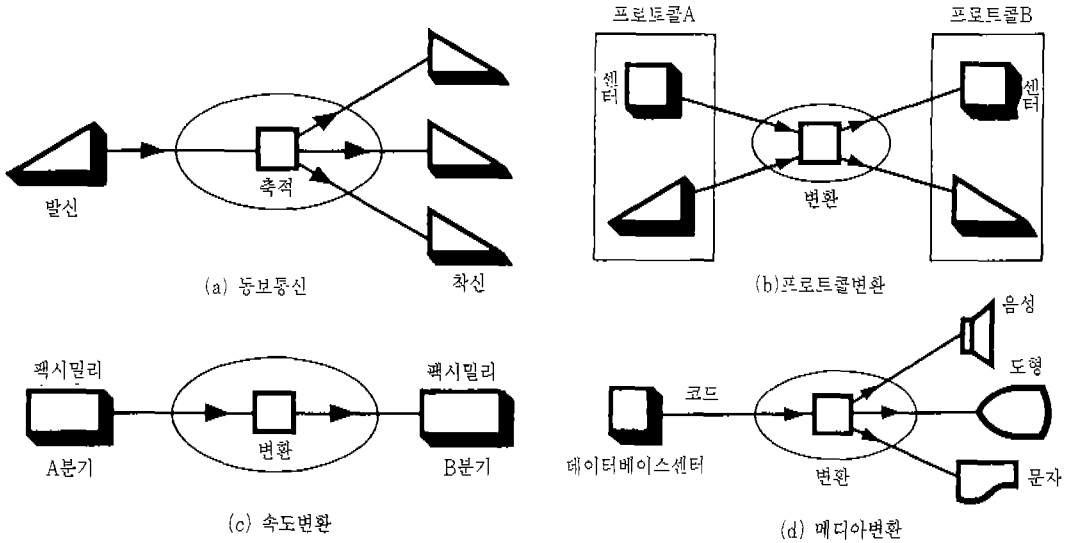 발신
축적
착신
(a) 동보통신
프로토콜A
프로토콜B
센터
센터
변환
(b)프로토콜변환
팩시밀리
A분기
변환
팩시밀리
B분기
(c) 속도변환
데이터베이스센터
코드
변환
음성
도형
문자
(d) 메디아변환